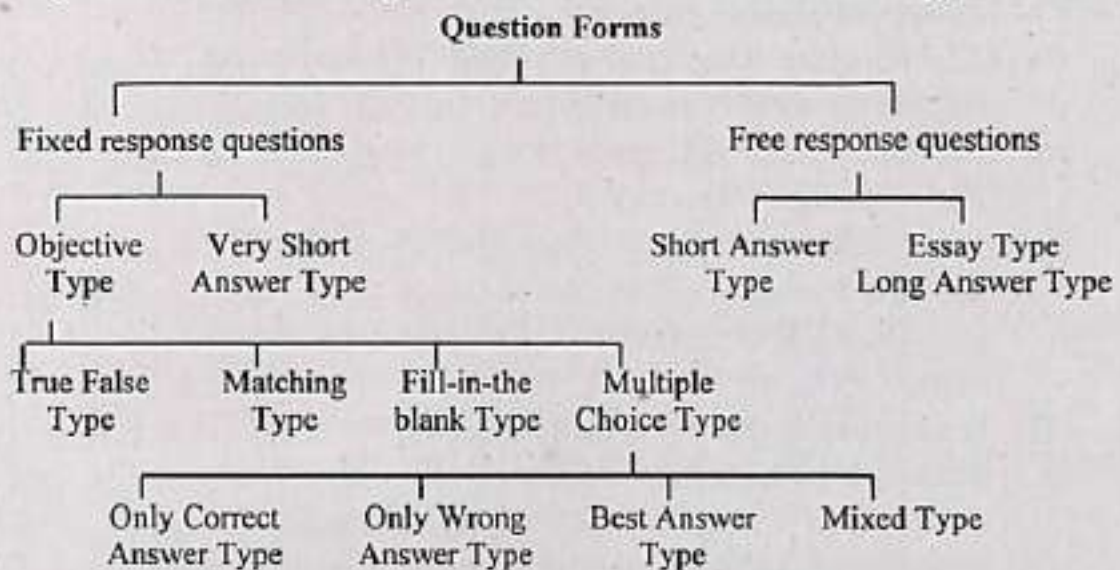 Question Forms
Fixed response questions Free response questions
Objective Very Short Short Answer Essay Type
Type Answer Type Type Long Answer Type
True False Matching Fill-in-the Multiple
Type Type blank Type Choice Type
Only Correct Only Wrong Best Answer Mixed Type
Answer Type Answer Type Type